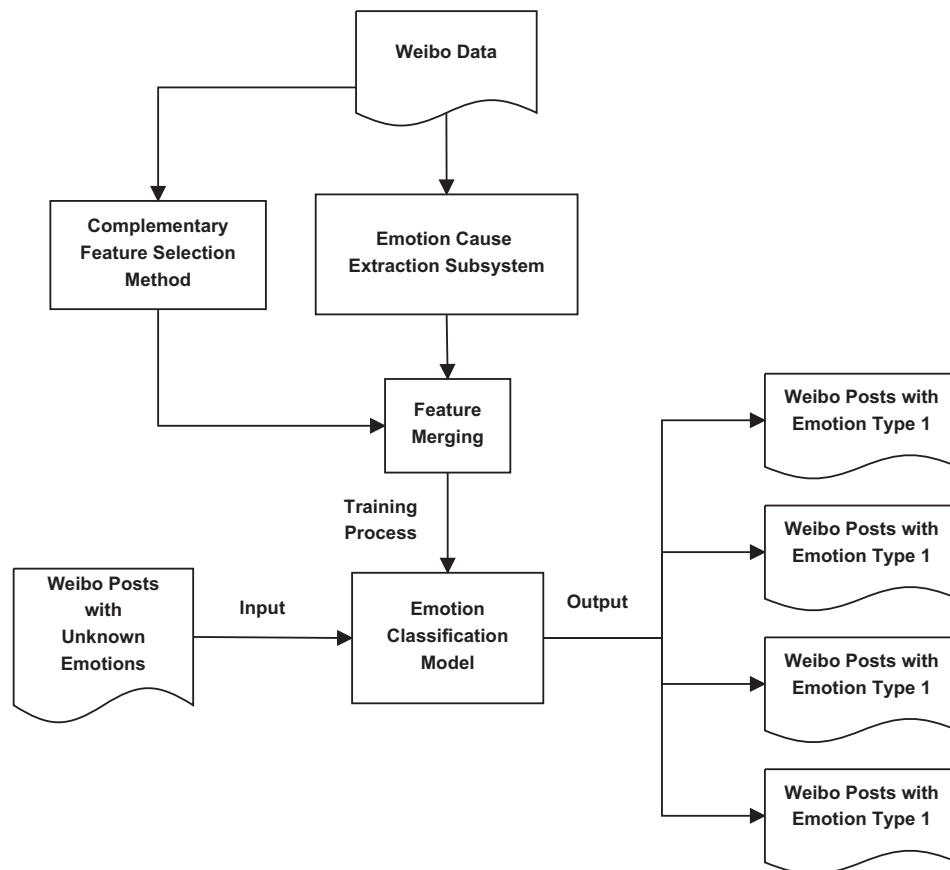 Weibo Data
Complementary
Feature Selection
Method
Emotion Cause
Extraction Subsystem
Feature
Merging
Training
Process
Weibo Posts
with
Unknown
Emotions
Input
Emotion
Classification
Model
Output
Weibo Posts with
Emotion Type 1
Weibo Posts with
Emotion Type 1
Weibo Posts with
Emotion Type 1
Weibo Posts with
Emotion Type 1